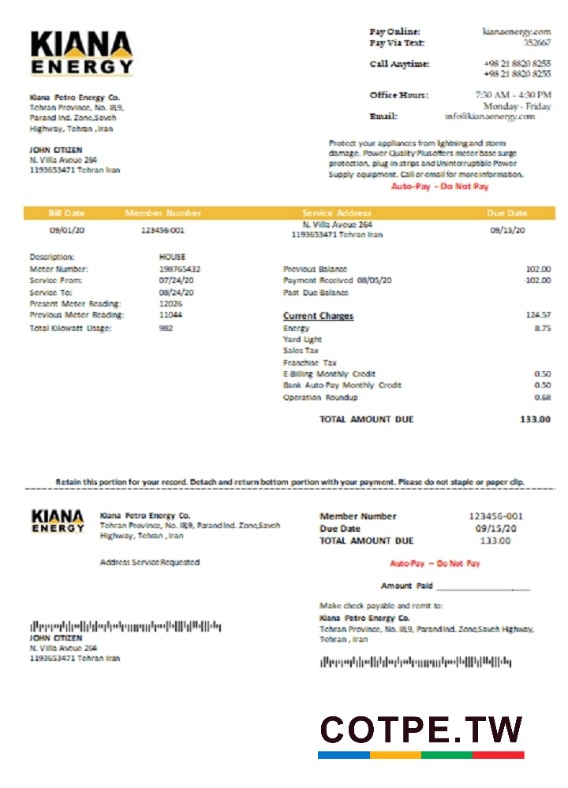 KIANA
ENERGY
Pay Online: kianaenergy.com
Pay Via Text: 352667
Call Anytime: +98 21 8820 8255
+98 21 8820 8255
Office Hours: 7:30 AM – 4:30 PM
Monday - Friday
Email: info@kianaenergy.com
Kiana Petro Energy Co.
Tehran Province, No. 189,
Parand Ind. Zone,Saveh
Highway, Tehran , Iran
JOHN CITIZEN
N. Villa Aveue 264
1193653471 Tehran Iran
Protect your appliances from lightning and storm
damage. Power Quality Plus offers meter base surge
protection, plug-in strips and Uninterruptible Power
Supply equipment. Call or email for more information.
Auto-Pay - Do Not Pay
Bill Date Member Number Service Address Due Date
09/01/20 123456-001 N. Villa Aveue 264 09/15/20
1193653471 Tehran Iran
Description: HOUSE
Meter Number: 198765432
Service From: 07/24/20
Service To: 08/24/20
Present Meter Reading: 12026
Previous Meter Reading: 11044
Total Kilowatt Usage: 982
Previous Balance 102.00
Payment Received 08/05/20 -102.00
Past Due Balance
Current Charges 124.57
Energy 8.75
Yard Light
Sales Tax
Franchise Tax
E-Billing Monthly Credit 0.50
Bank Auto-Pay Monthly Credit 0.50
Operation Roundup 0.68
TOTAL AMOUNT DUE 133.00
Retain this portion for your record. Detach and return bottom portion with your payment. Please do not staple or paper clip.
KIANA
ENERGY
Kiana Petro Energy Co.
Tehran Province, No. 189, Parand Ind. Zone,Saveh
Highway, Tehran , Iran
Address Service Requested
Member Number 123456-001
Due Date 09/15/20
TOTAL AMOUNT DUE 133.00
Auto-Pay – Do Not Pay
Amount Paid
Make check payable and remit to:
Kiana Petro Energy Co.
Tehran Province, No. 189, Parand Ind. Zone,Saveh Highway,
Tehran , Iran
JOHN CITIZEN
N. Villa Aveue 264
1193653471 Tehran Iran
COTPE.TW